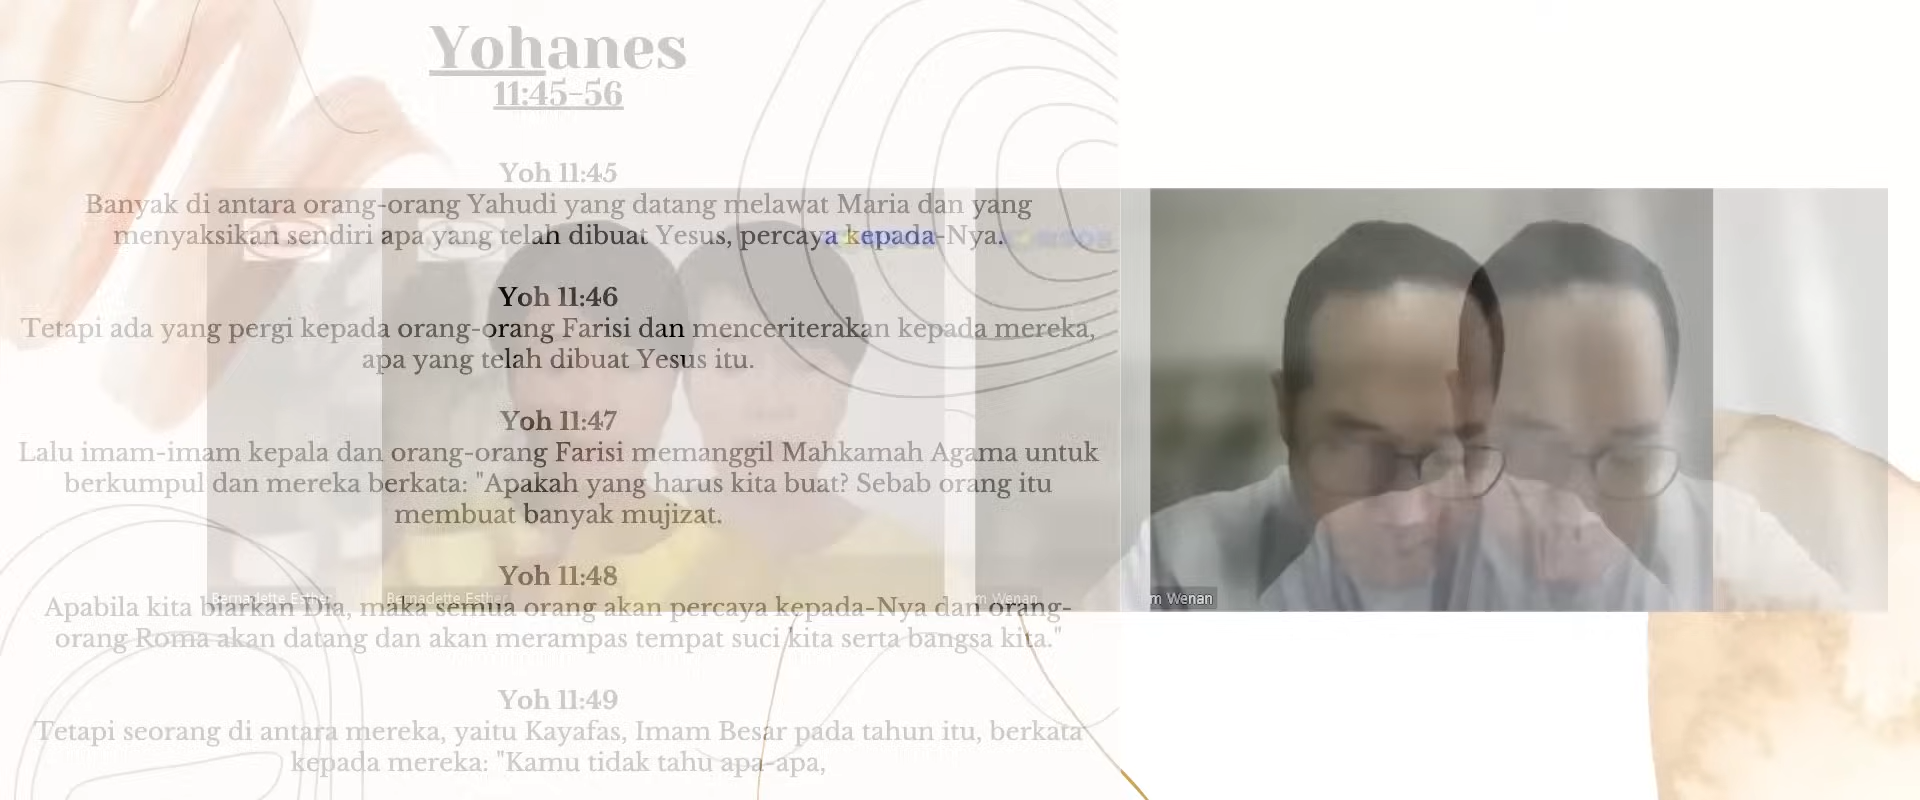 Yohanes
11:45-56
Yoh 11:45
Banyak di antara orang-orang Yahudi yang datang melawat Maria dan yang
menyaksikan sendiri apa yang telah dibuat Yesus, percaya kepada-Nya.
Yoh 11:46
Tetapi ada yang pergi kepada orang-orang Farisi dan menceriterakan kepada mereka,
apa yang telah dibuat Yesus itu.
Yoh 11:47
Lalu imam-imam kepala dan orang-orang Farisi memanggil Mahkamah Agama untuk
berkumpul dan mereka berkata: "Apakah yang harus kita buat? Sebab orang itu
membuat banyak mujizat.
Yoh 11:48
Bernadette Esther
Bernadette Esther
m Wenan
m Wenan
Apabila kita biarkan Dia, maka semua orang akan percaya kepada-Nya dan orang-
orang Roma akan datang dan akan merampas tempat suci kita serta bangsa kita."
Yoh 11:49
Tetapi seorang di antara mereka, yaitu Kayafas, Imam Besar pada tahun itu, berkata
kepada mereka: "Kamu tidak tahu apa-apa,